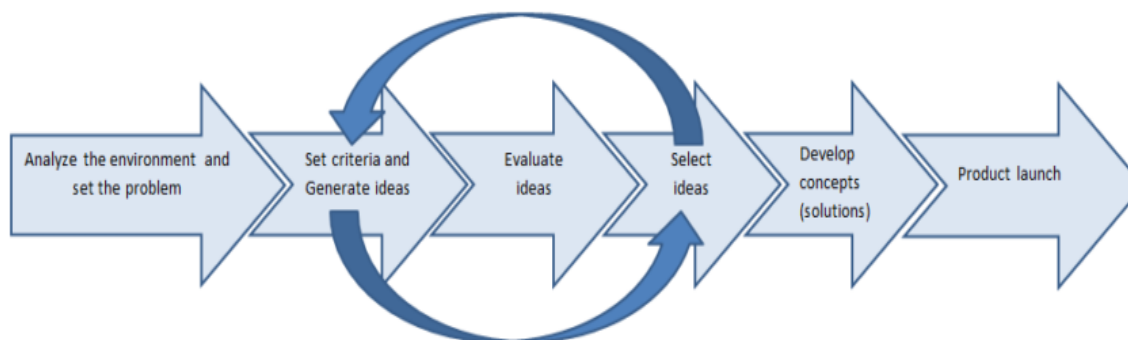 Analyze the environment and
set the problem
Set criteria and
Generate ideas
Evaluate
ideas
Select
ideas
Develop
concepts
(solutions)
Product launch